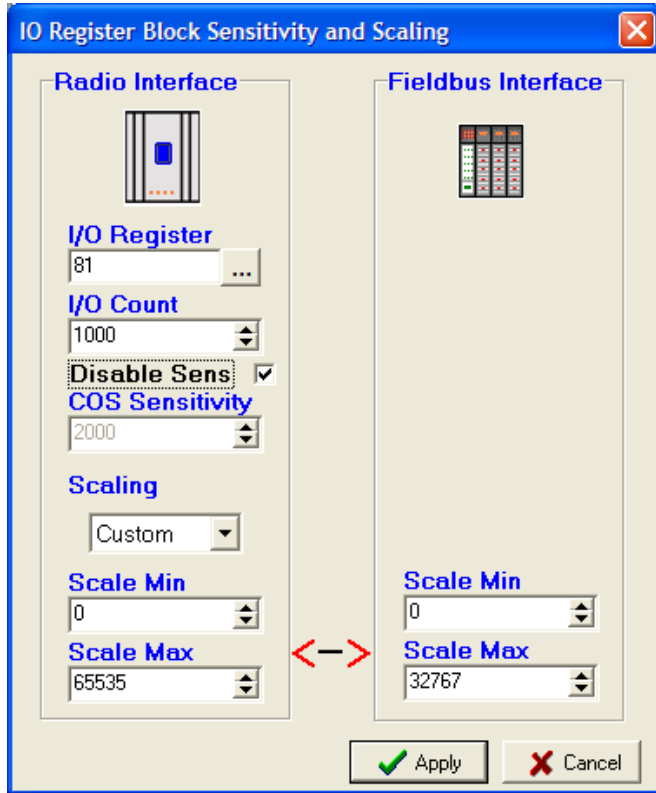 IO Register Block Sensitivity and Scaling
Radio Interface
I/O Register
81
...
I/O Count
1000
Disable Sens
COS Sensitivity
2000
Scaling
Custom
Scale Min
0
Scale Max
65535
<->
Fieldbus Interface
Scale Min
0
Scale Max
32767
Apply
Cancel